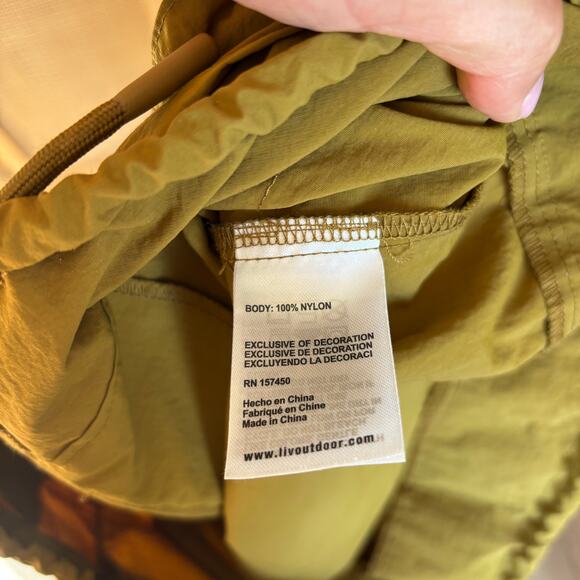 BODY: 100% NYLON
EXCLUSIVE OF DECORATION
EXCLUSIVE DE DECORATION
EXCLUYENDO LA DECORACI
RN 157450
Hecho en China
Fabriqué en Chine
Made in China
www.livoutdoor.com